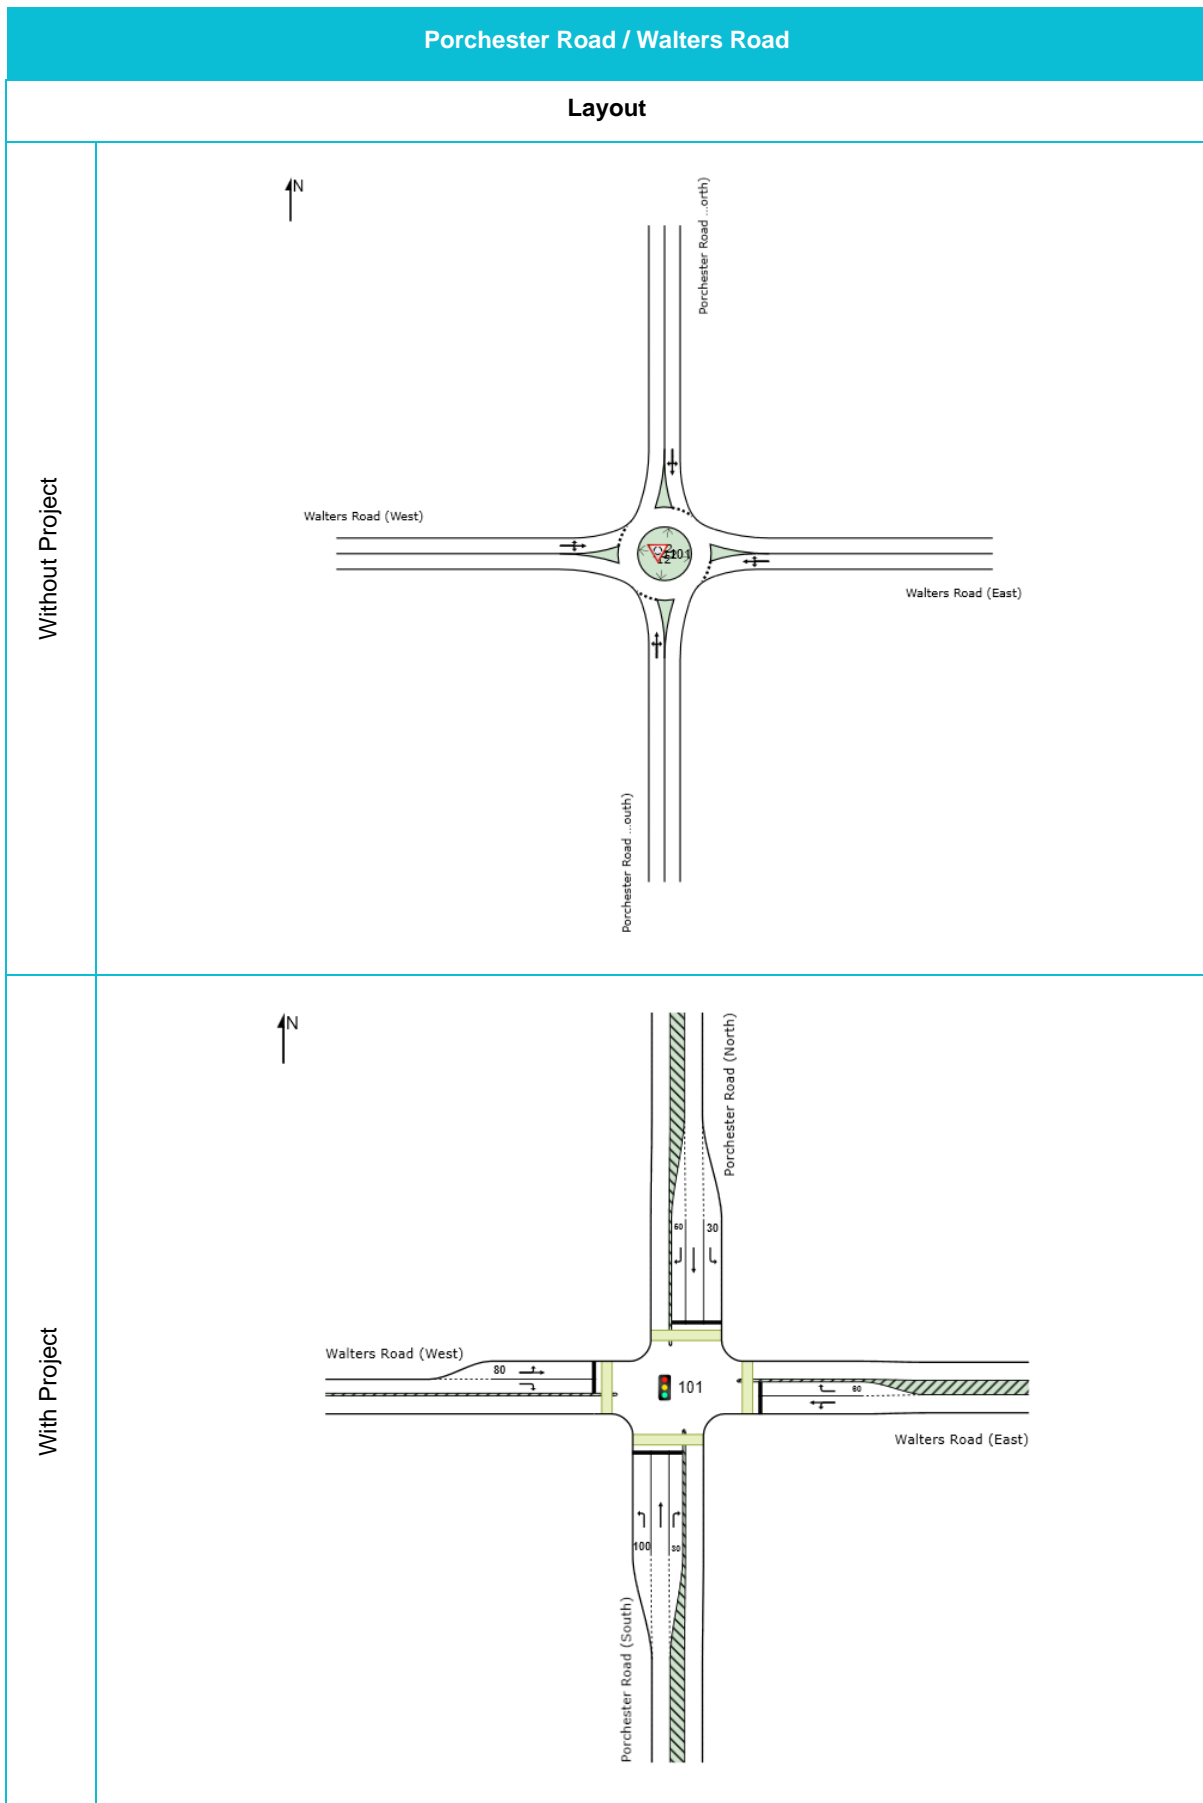 Porchester Road / Walters Road
Layout
Without Project
N
Porchester Road ...orth)
Walters Road (West)
Walters Road (East)
Porchester Road ...outh)
With Project
N
Porchester Road (North)
60
30
Walters Road (West)
80
101
60
Walters Road (East)
100
30
Porchester Road (South)